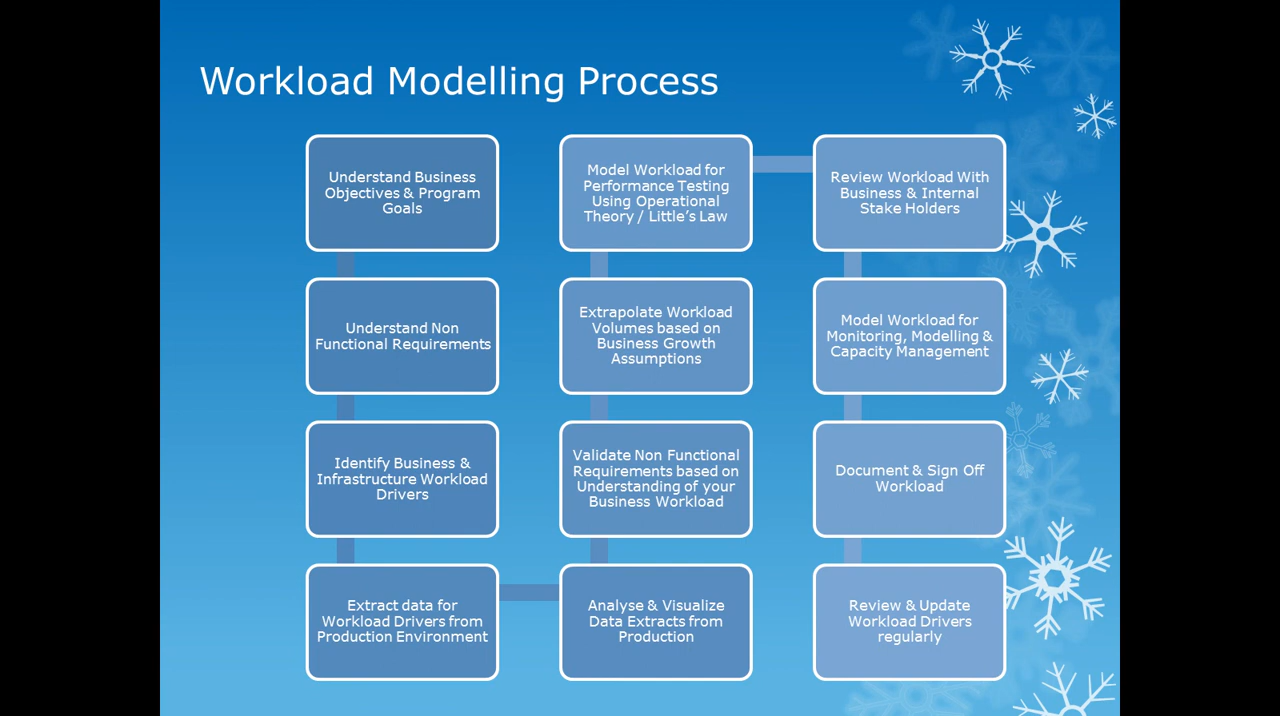 Workload Modelling Process
Understand Business
Objectives & Program
Goals
Understand Non
Functional Requirements
Identify Business &
Infrastructure Workload
Drivers
Extract data for
Workload Drivers from
Production Environment
Analyse & Visualize
Data Extracts from
Production
Validate Non Functional
Requirements based on
Understanding of your
Business Workload
Extrapolate Workload
Volumes based on
Business Growth
Assumptions
Model Workload for
Performance Testing
Using Operational
Theory / Little’s Law
Review Workload With
Business & Internal
Stake Holders
Model Workload for
Monitoring, Modelling &
Capacity Management
Document & Sign Off
Workload
Review & Update
Workload Drivers
regularly